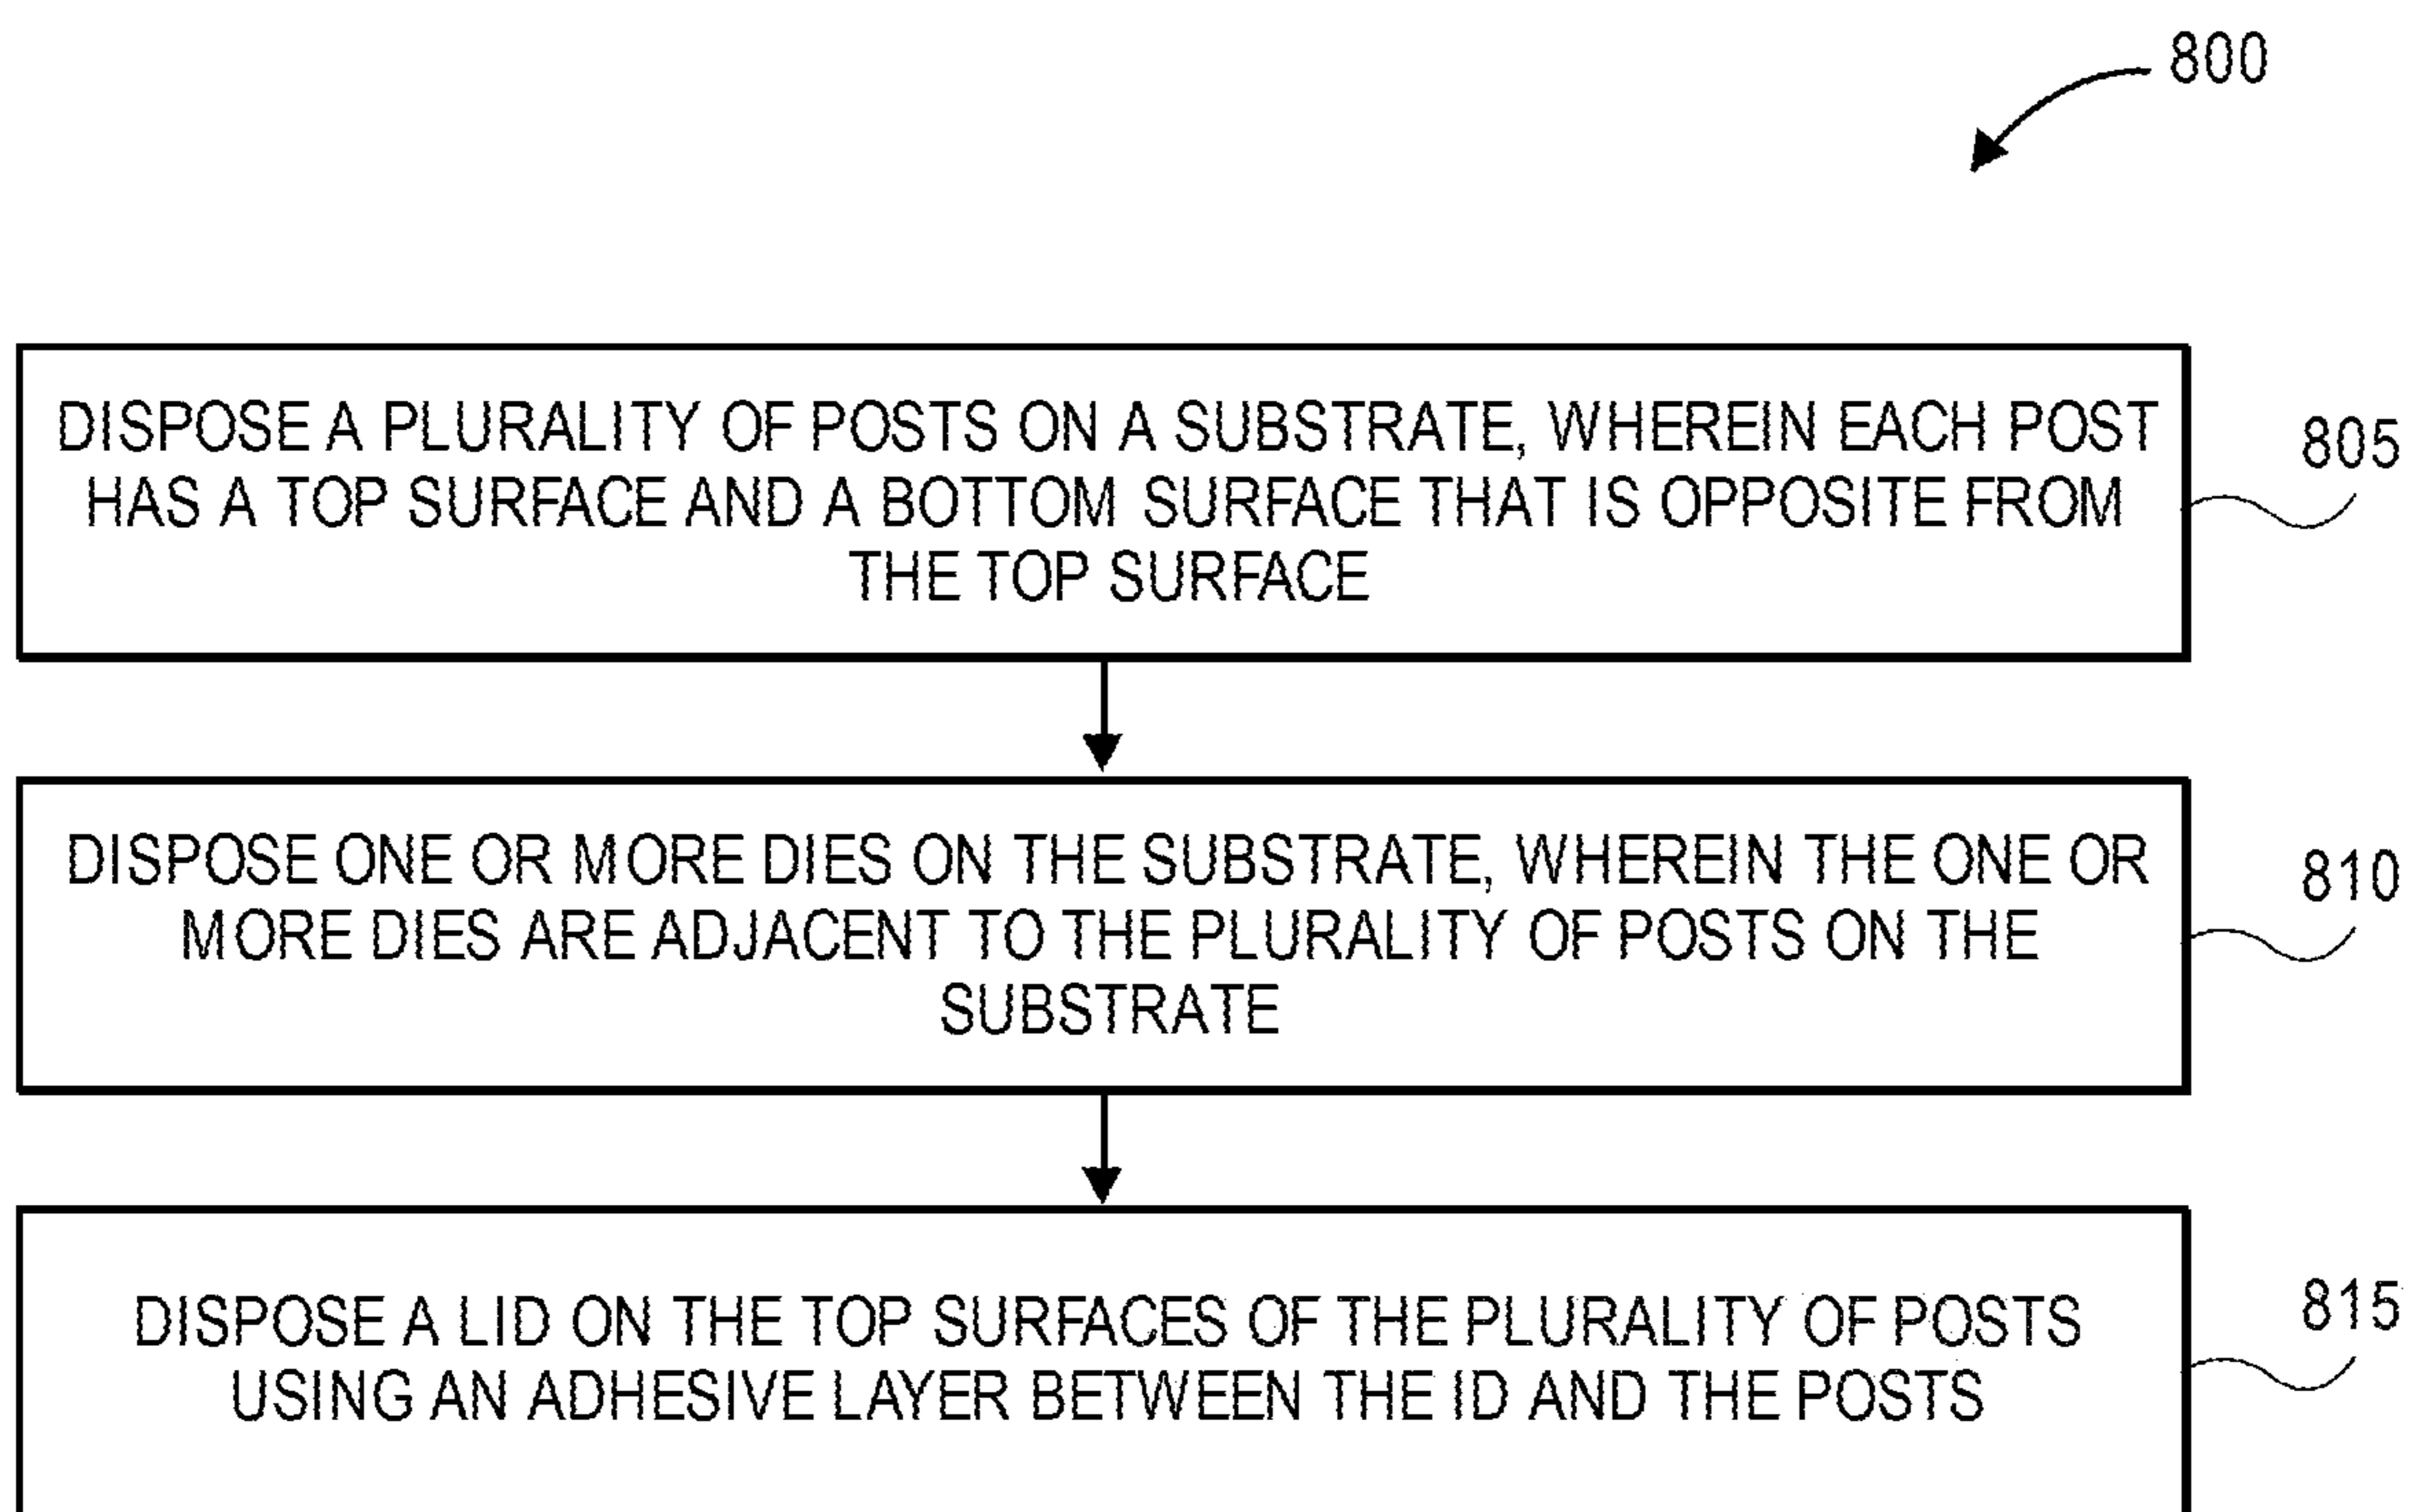 800
DISPOSE A PLURALITY OF POSTS ON A SUBSTRATE, WHEREIN EACH POST
HAS A TOP SURFACE AND A BOTTOM SURFACE THAT IS OPPOSITE FROM
THE TOP SURFACE
805
DISPOSE ONE OR MORE DIES ON THE SUBSTRATE, WHEREIN THE ONE OR
MORE DIES ARE ADJACENT TO THE PLURALITY OF POSTS ON THE
SUBSTRATE
810
DISPOSE A LID ON THE TOP SURFACES OF THE PLURALITY OF POSTS
USING AN ADHESIVE LAYER BETWEEN THE ID AND THE POSTS
815